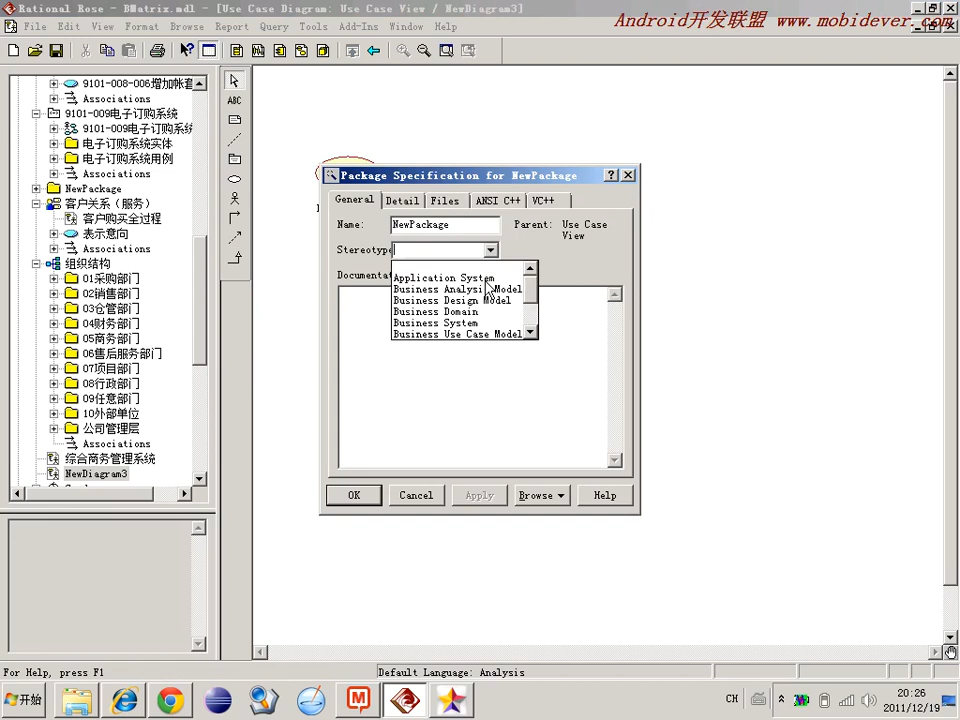 Rational Rose - BMatrix.mdl - [Use Case Diagram: Use Case View / NewDiagram3]
Android开发联盟 www.mobidever.com
File Edit View Format Browse Report Query Tools Add-Ins Window Help
ABC
9101-008-006增加帐套
Associations
9101-009电子订购系统
9101-009电子订购系统
电子订购系统实体
电子订购系统用例
Associations
NewPackage
客户关系（服务）
客户购买全过程
表示意向
Associations
组织结构
01采购部门
02销售部门
03仓管部门
04财务部门
05商务部门
06售后服务部门
07项目部门
08行政部门
09任意部门
10外部单位
公司管理层
Associations
综合商务管理系统
NewDiagram3
Package Specification for NewPackage
General Detail Files ANSI C++ VC++
Name: NewPackage Parent: Use Case View
Stereotype
Documentat
Application System
Business Analysis Model
Business Design Model
Business Domain
Business System
Business Use Case Model
OK Cancel Apply Browse Help
For Help, press F1
Default Language: Analysis
开始
CH
20:26
2011/12/19